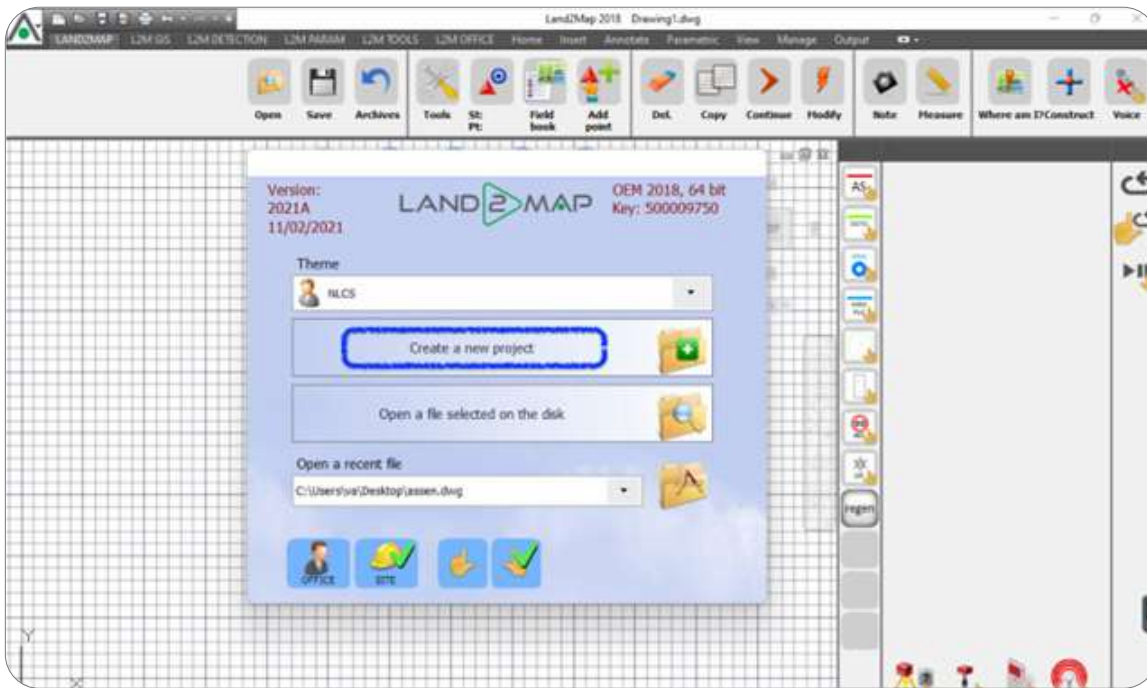 Land2Map 2018 Drawing1.dwg
LAND2MAP L2M GIS L2M DETECTION L2M PARAM L2M TOOLS L2M OFFICE Home Insert Annotate Parametric View Manage Output
Open Save Archives Tools St: Pt: Field book Add point Del. Copy Continue Modify Note Measure Where am I? Construct Voice
Version:
2021A
11/02/2021
LAND2MAP
OEM 2018, 64 bit
Key: 500009750
Theme
NLCS
Create a new project
Open a file selected on the disk
Open a recent file
C:\Users\va\Desktop\assen.dwg
OFFICE SITE
AS
regen
Y
X